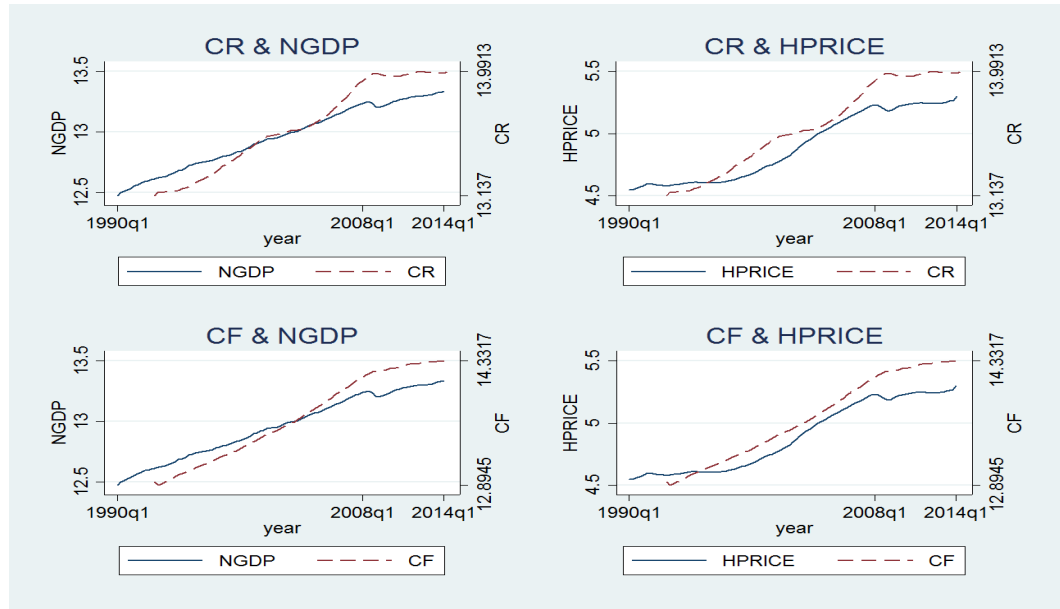 CR & NGDP
NGDP
12.5 13 13.5
CR
13.137 13.9913
1990q1 2008q1 2014q1
year
NGDP CR
CR & HPRICE
HPRICE
4.5 5 5.5
CR
13.137 13.9913
1990q1 2008q1 2014q1
year
HPRICE CR
CF & NGDP
NGDP
12.5 13 13.5
CF
12.8945 14.3317
1990q1 2008q1 2014q1
year
NGDP CF
CF & HPRICE
HPRICE
4.5 5 5.5
CF
12.8945 14.3317
1990q1 2008q1 2014q1
year
HPRICE CF